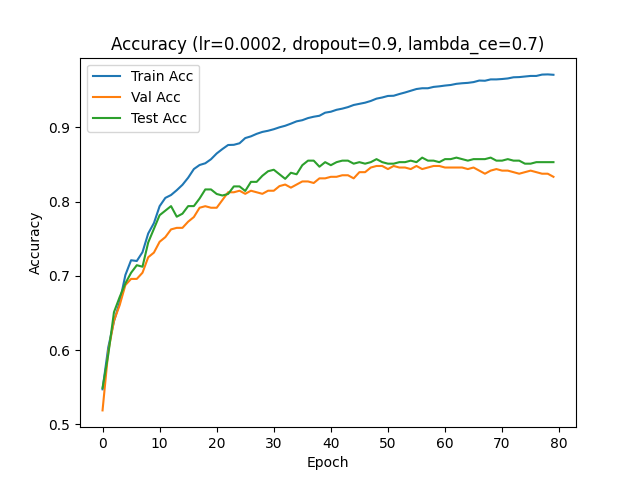 Accuracy (lr=0.0002, dropout=0.9, lambda_ce=0.7)
Train Acc
Val Acc
Test Acc
0.9
0.8
0.7
0.6
0.5
Accuracy
0 10 20 30 40 50 60 70 80
Epoch